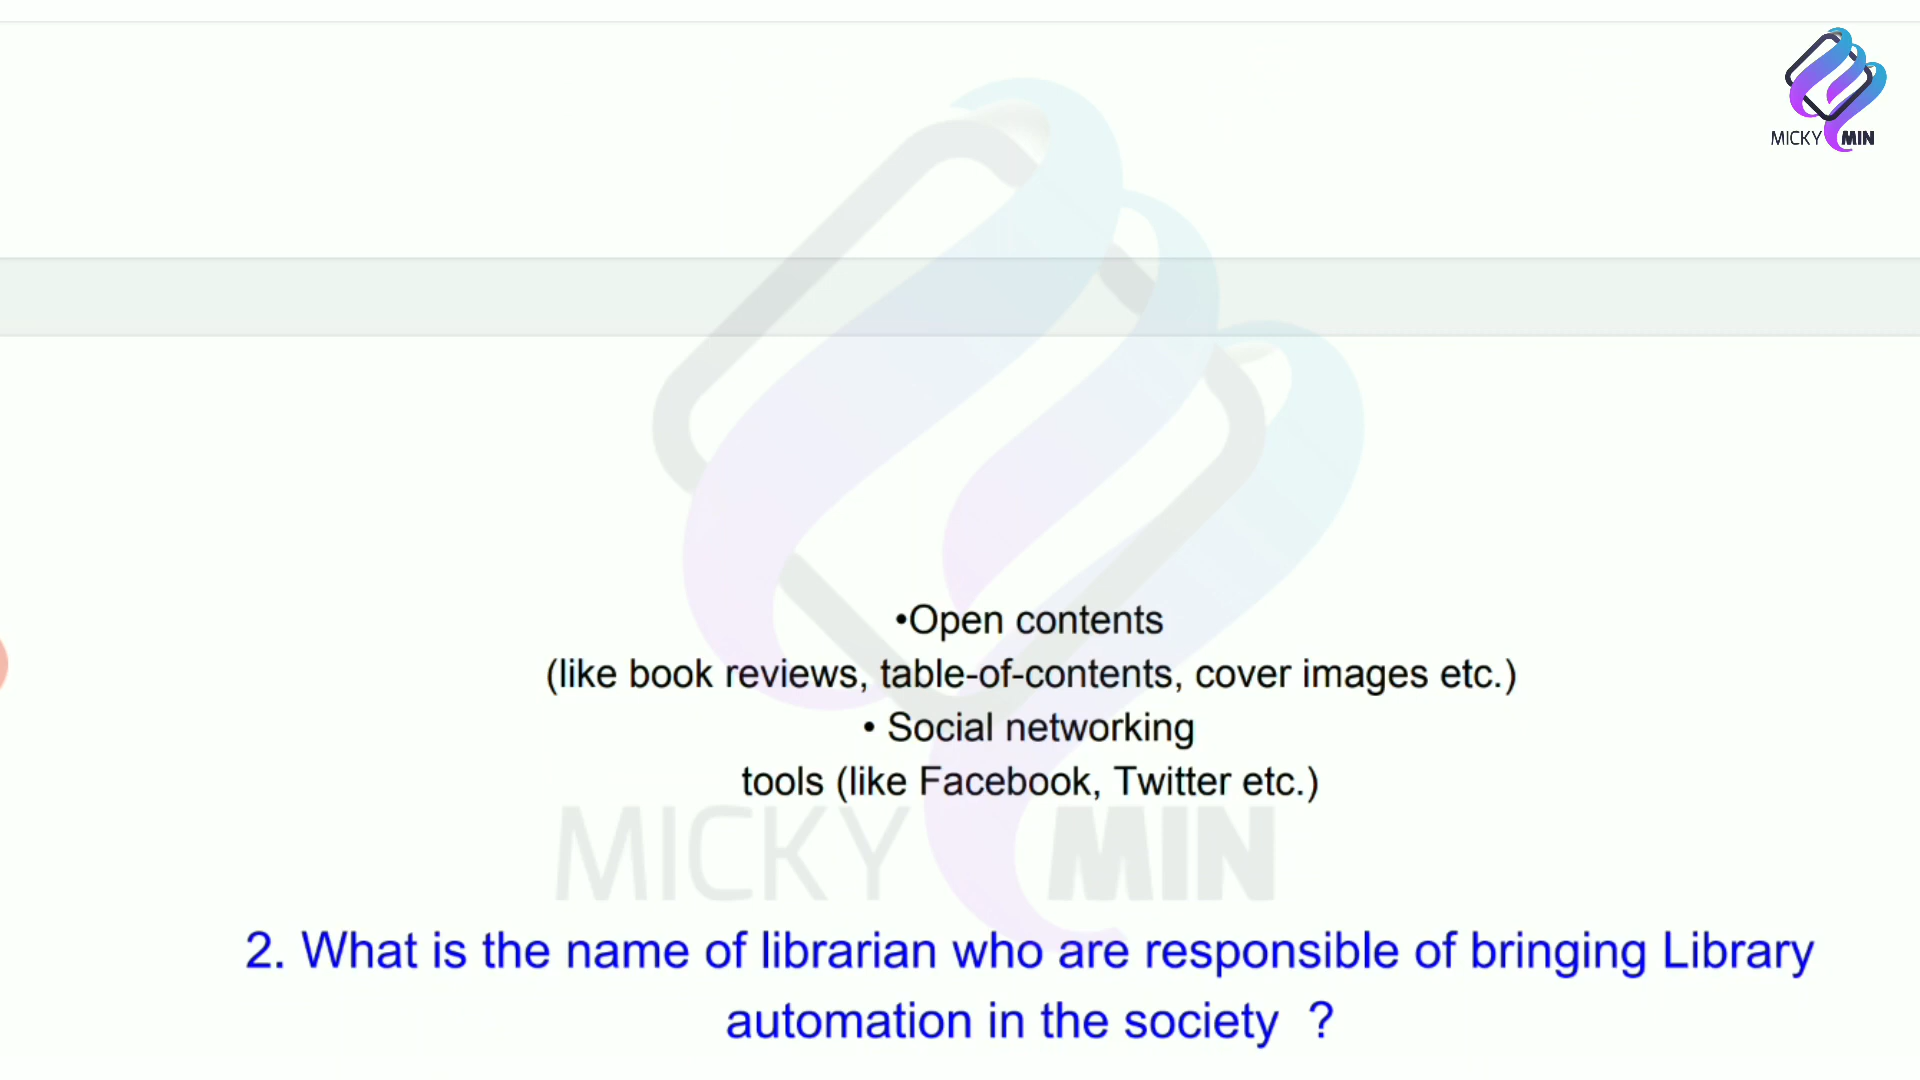 MICKY MIN
•Open contents
(like book reviews, table-of-contents, cover images etc.)
• Social networking
tools (like Facebook, Twitter etc.)
MICKY MIN
2. What is the name of librarian who are responsible of bringing Library
automation in the society ?